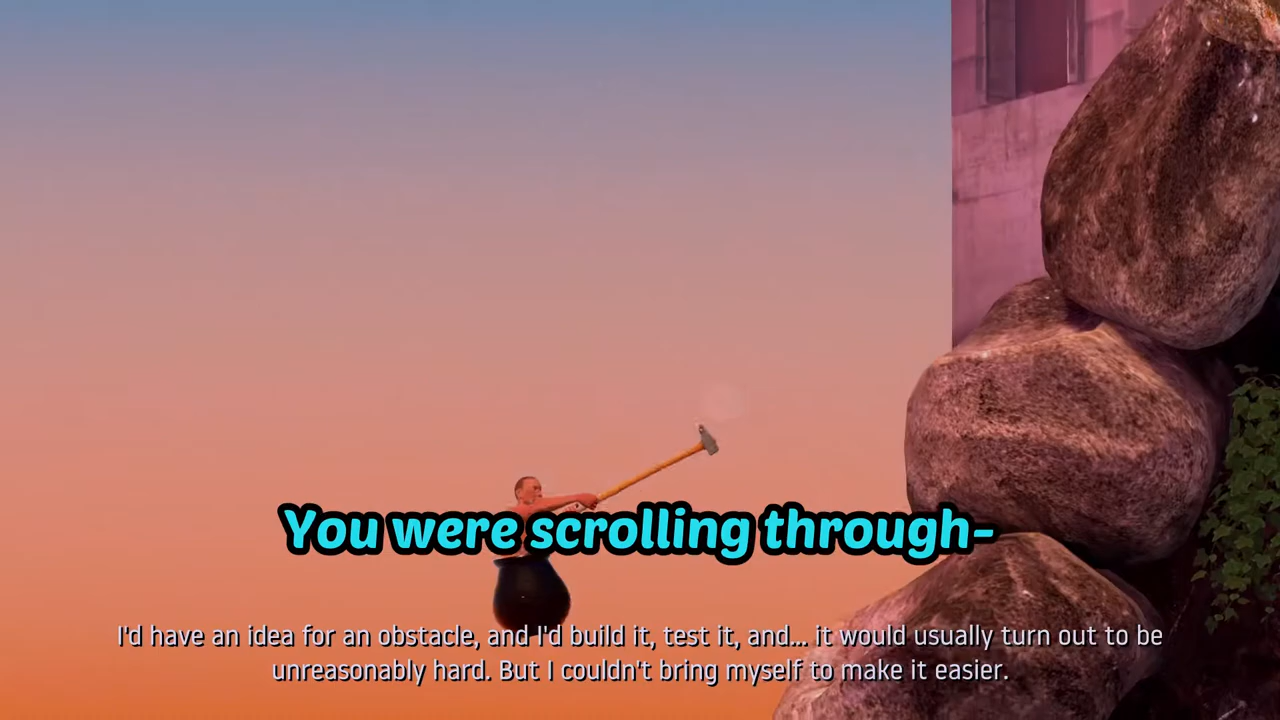 You were scrolling through-
I'd have an idea for an obstacle, and I'd build it, test it, and... it would usually turn out to be
unreasonably hard. But I couldn't bring myself to make it easier.